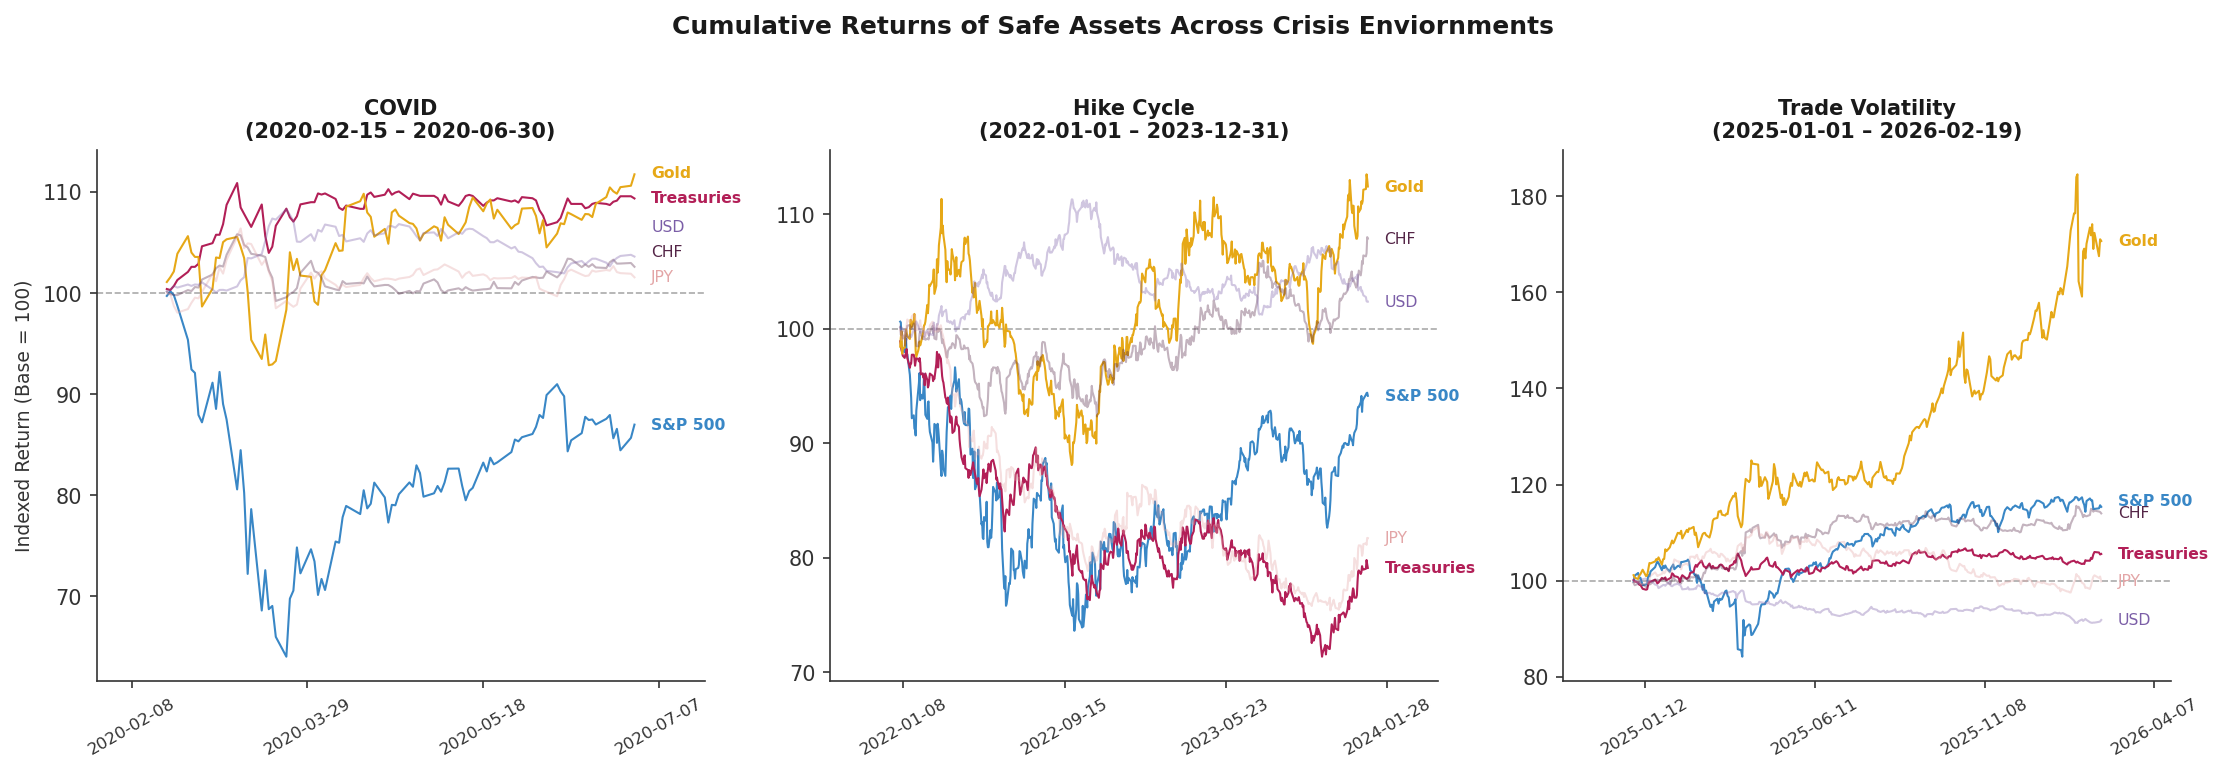 Cumulative Returns of Safe Assets Across Crisis Enviornments
Indexed Return (Base = 100)
COVID
(2020-02-15 – 2020-06-30)
110
100
90
80
70
Gold
Treasuries
USD
CHF
JPY
S&P 500
2020-02-08
2020-03-29
2020-05-18
2020-07-07
Hike Cycle
(2022-01-01 – 2023-12-31)
110
100
90
80
70
Gold
CHF
USD
S&P 500
JPY
Treasuries
2022-01-08
2022-09-15
2023-05-23
2024-01-28
Trade Volatility
(2025-01-01 – 2026-02-19)
180
160
140
120
100
80
Gold
S&P 500
CHF
Treasuries
JPY
USD
2025-01-12
2025-06-11
2025-11-08
2026-04-07